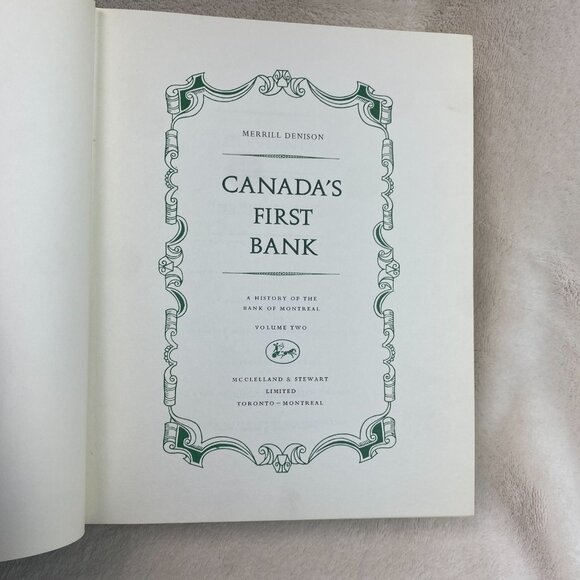 MERRILL DENISON
CANADA'S
FIRST
BANK
A HISTORY OF THE
BANK OF MONTREAL
VOLUME TWO
MCCLELLAND & STEWART
LIMITED
TORONTO – MONTREAL